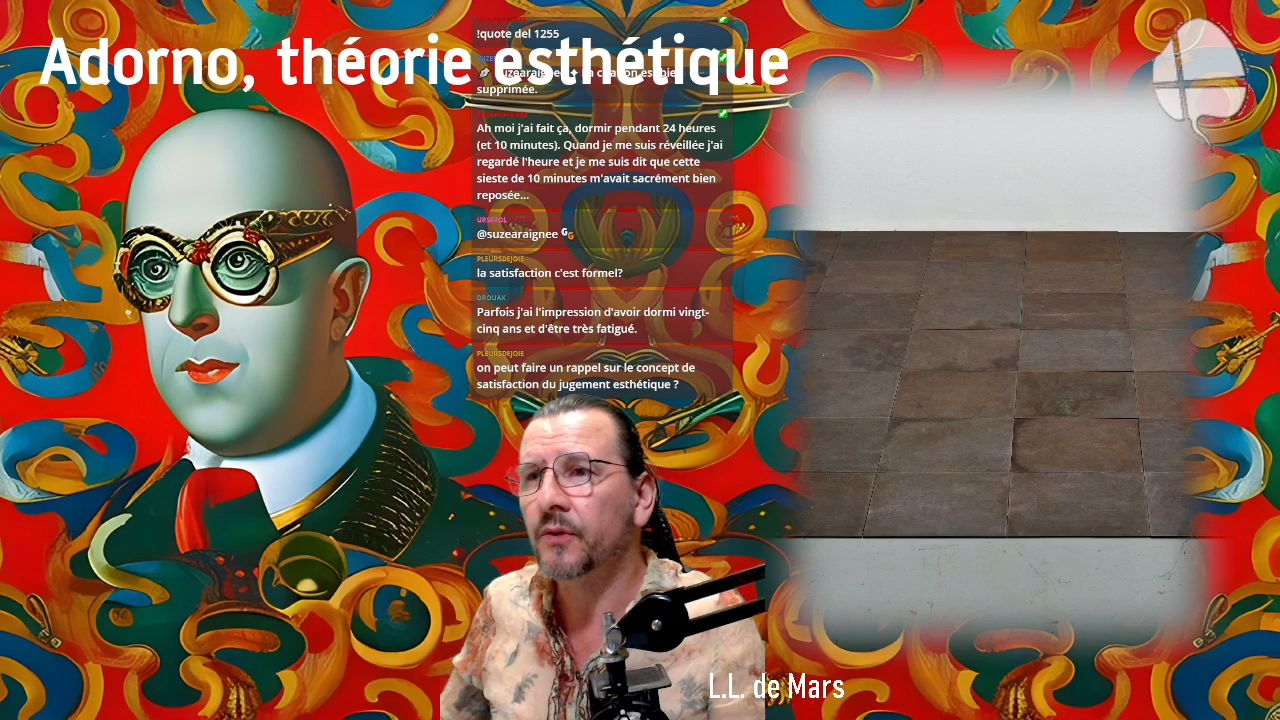 !quote del 1255
Adorno, théorie esthétique
supprimée.
Ah moi j'ai fait ça, dormir pendant 24 heures
(et 10 minutes). Quand je me suis réveillée j'ai
regardé l'heure et je me suis dit que cette
sieste de 10 minutes m'avait sacrément bien
reposée...
@suzearaignee
PLEURSDEJOIE
la satisfaction c'est formel?
DROUAK
Parfois j'ai l'impression d'avoir dormi vingt-
cinq ans et d'être très fatigué.
PLEURSDEJOIE
on peut faire un rappel sur le concept de
satisfaction du jugement esthétique ?
L.L. de Mars